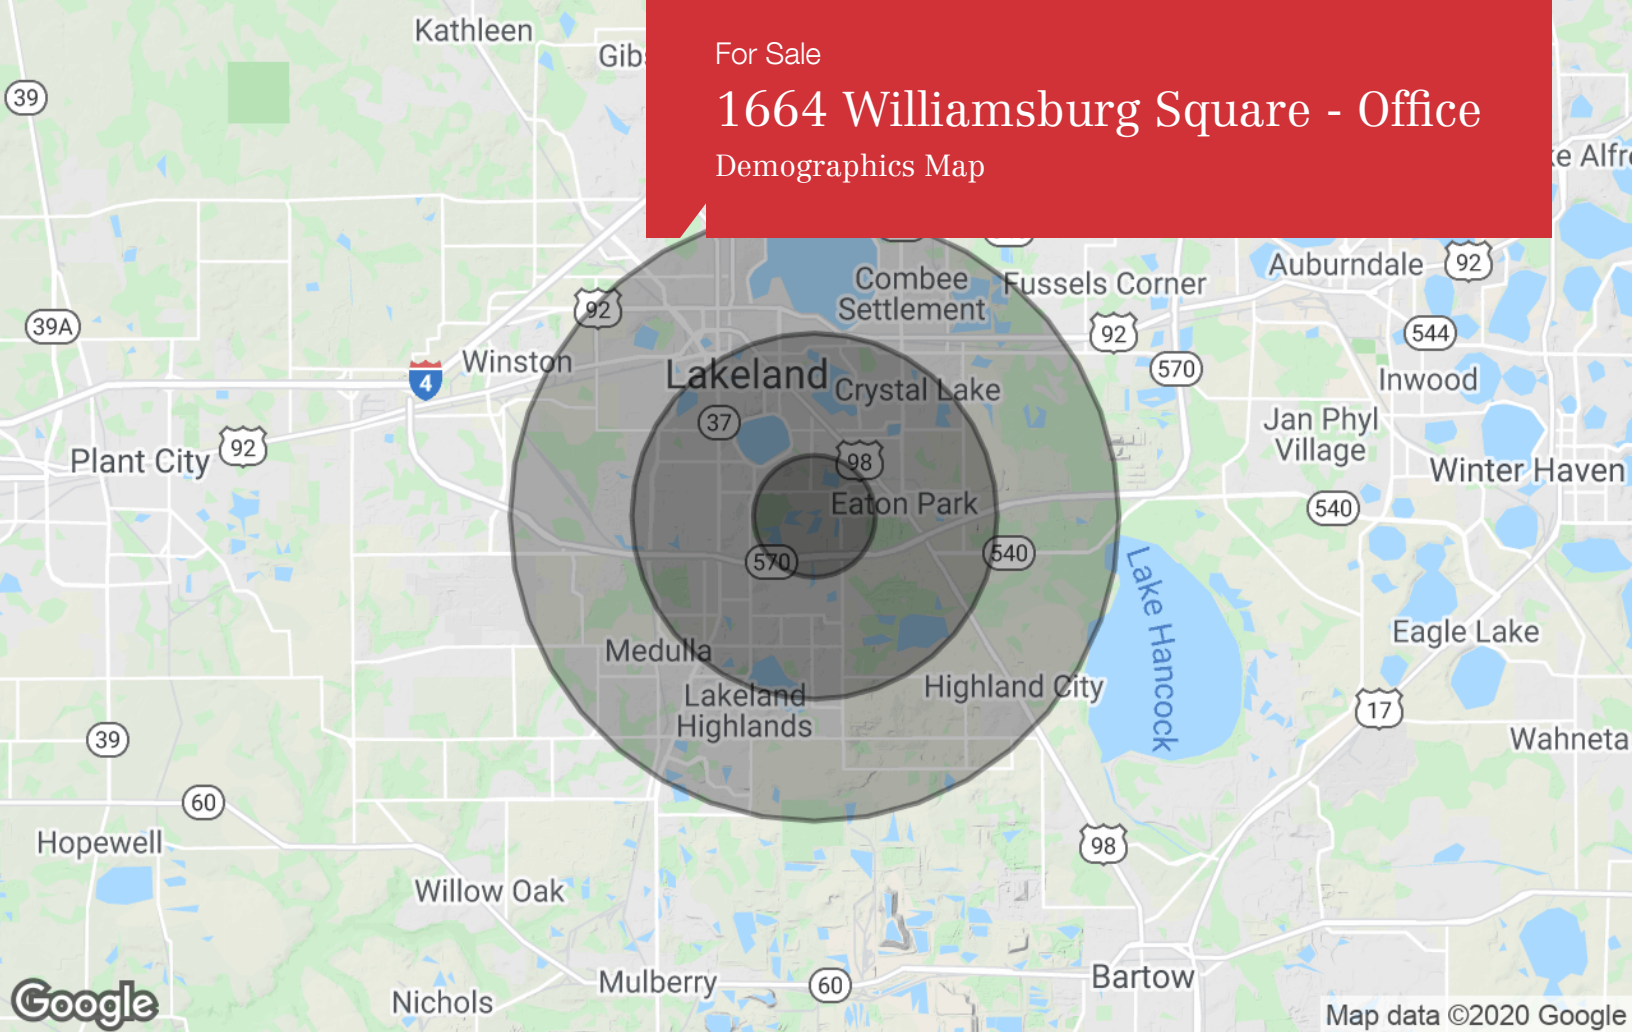 For Sale
1664 Williamsburg Square - Office
Demographics Map
Kathleen
39
92
Combee
Settlement
Fussels Corner
Auburndale
92
39A
92
544
Winston
4
Lakeland
Crystal Lake
570
Inwood
37
Jan Phyl
Village
Plant City
92
98
Winter Haven
Eaton Park
540
570
540
Lake Hancock
Medulla
Eagle Lake
Lakeland
Highlands
Highland City
17
39
Wahneta
60
Hopewell
98
Willow Oak
Mulberry
60
Bartow
Google
Nichols
Map data ©2020 Google